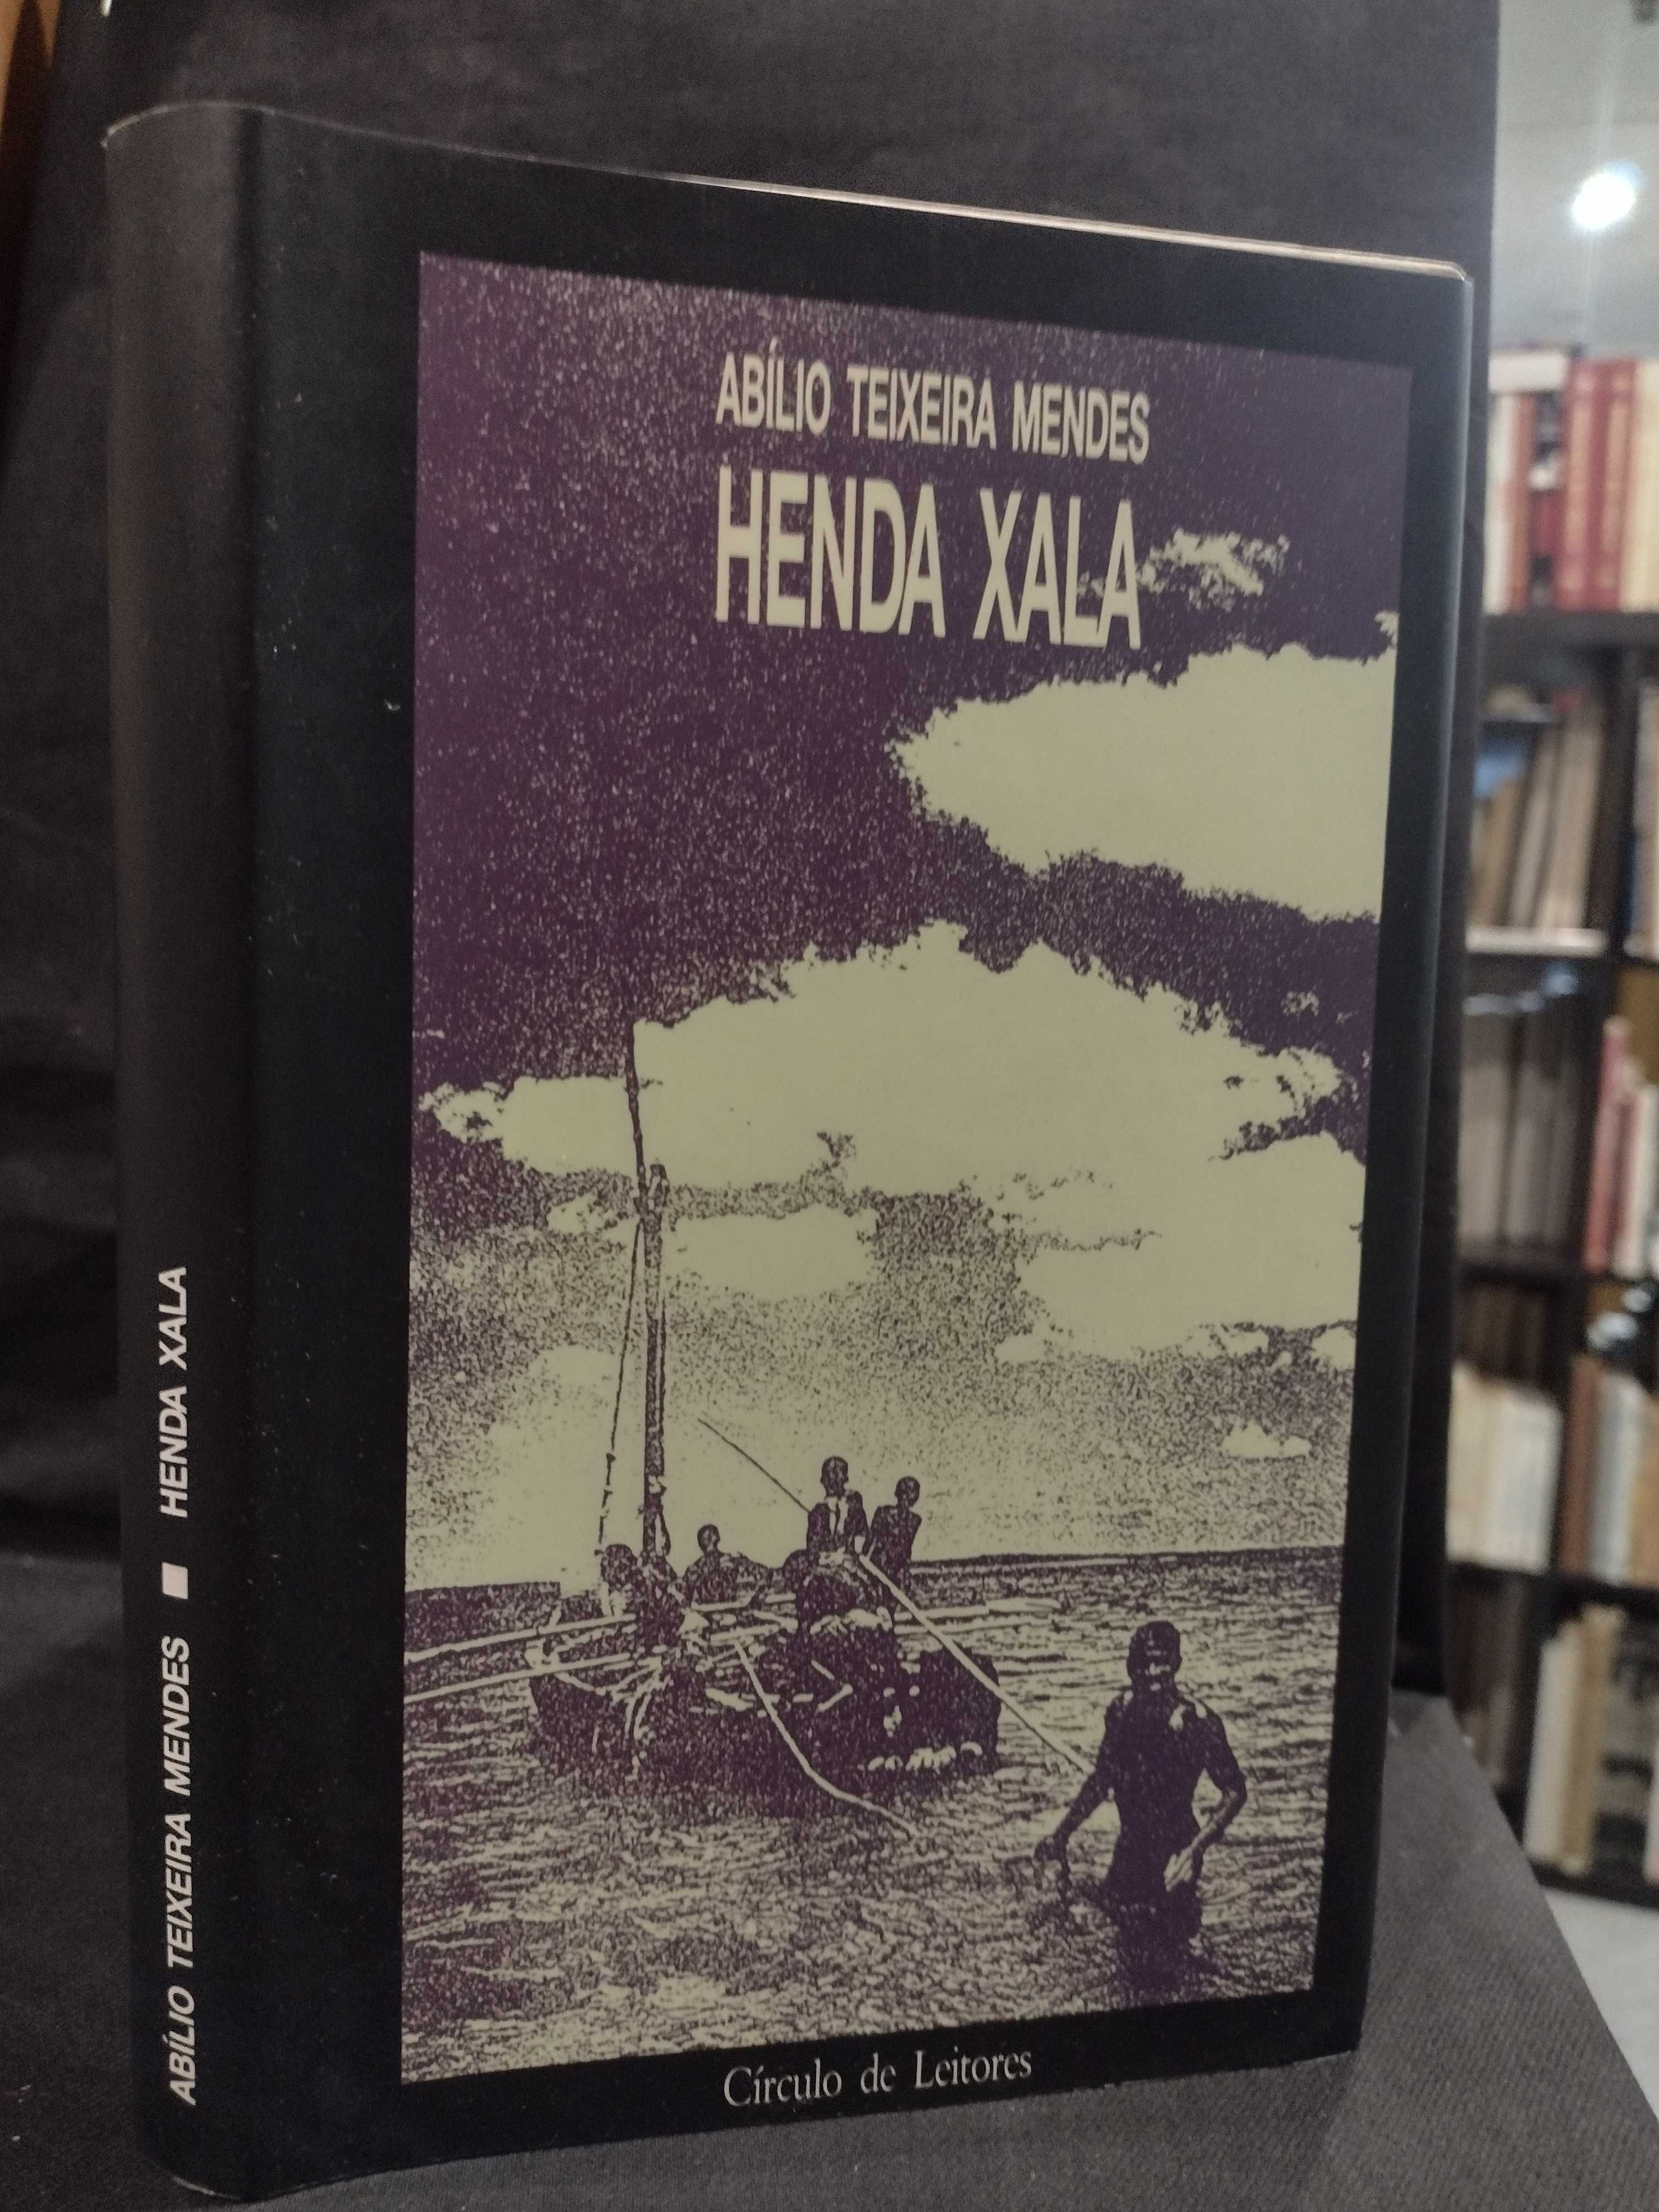 ABÍLIO TEIXEIRA MENDES
HENDA XALA
Círculo de Leitores
ABÍLIO TEIXEIRA MENDES ■ HENDA XALA